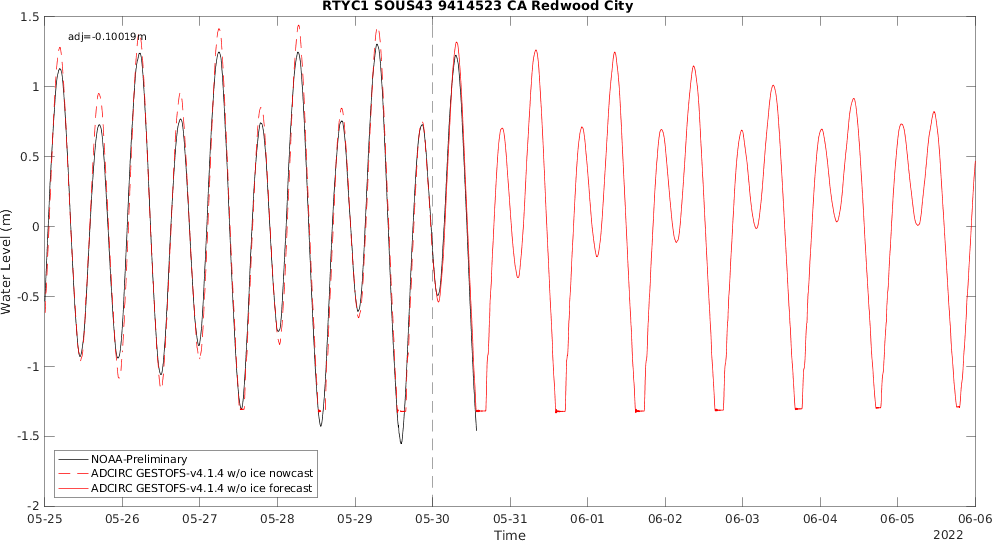 RTYC1 SOUS43 9414523 CA Redwood City
adj=-0.10019m
1.5
1
0.5
0
-0.5
-1
-1.5
-2
Water Level (m)
NOAA-Preliminary
ADCIRC GESTOFS-v4.1.4 w/o ice nowcast
ADCIRC GESTOFS-v4.1.4 w/o ice forecast
05-25 05-26 05-27 05-28 05-29 05-30 05-31 06-01 06-02 06-03 06-04 06-05 06-06
Time
2022